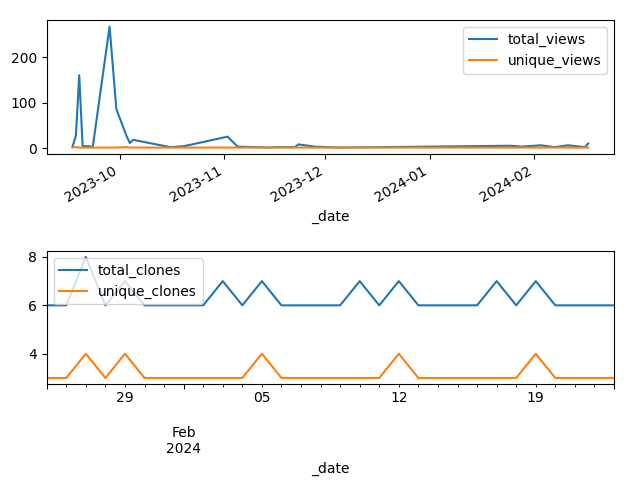 200
100
0
total_views
unique_views
2023-10
2023-11
2023-12
2024-01
2024-02
_date
8
6
4
total_clones
unique_clones
29
05
12
19
Feb
2024
_date